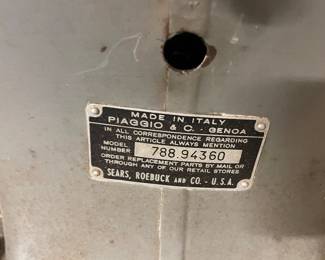 MADE IN ITALY
PIAGGIO & C. - GENOA
IN ALL CORRESPONDENCE REGARDING
THIS ARTICLE ALWAYS MENTION
MODEL NUMBER 788.94360
ORDER REPLACEMENT PARTS BY MAIL OR
THROUGH ANY OF OUR RETAIL STORES
SEARS, ROEBUCK AND CO. - U.S.A.